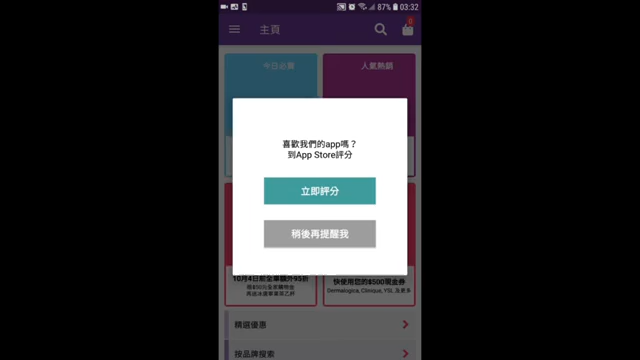 87% 03:32
主頁
0
今日必買
人氣熱銷
喜歡我們的app嗎？
到App Store評分
立即評分
稍後再提醒我
10月4日前全單額外95折
快使用您的$500現金券
Dermalogica, Clinique, YSL 及更多
精選優惠
按品牌搜索